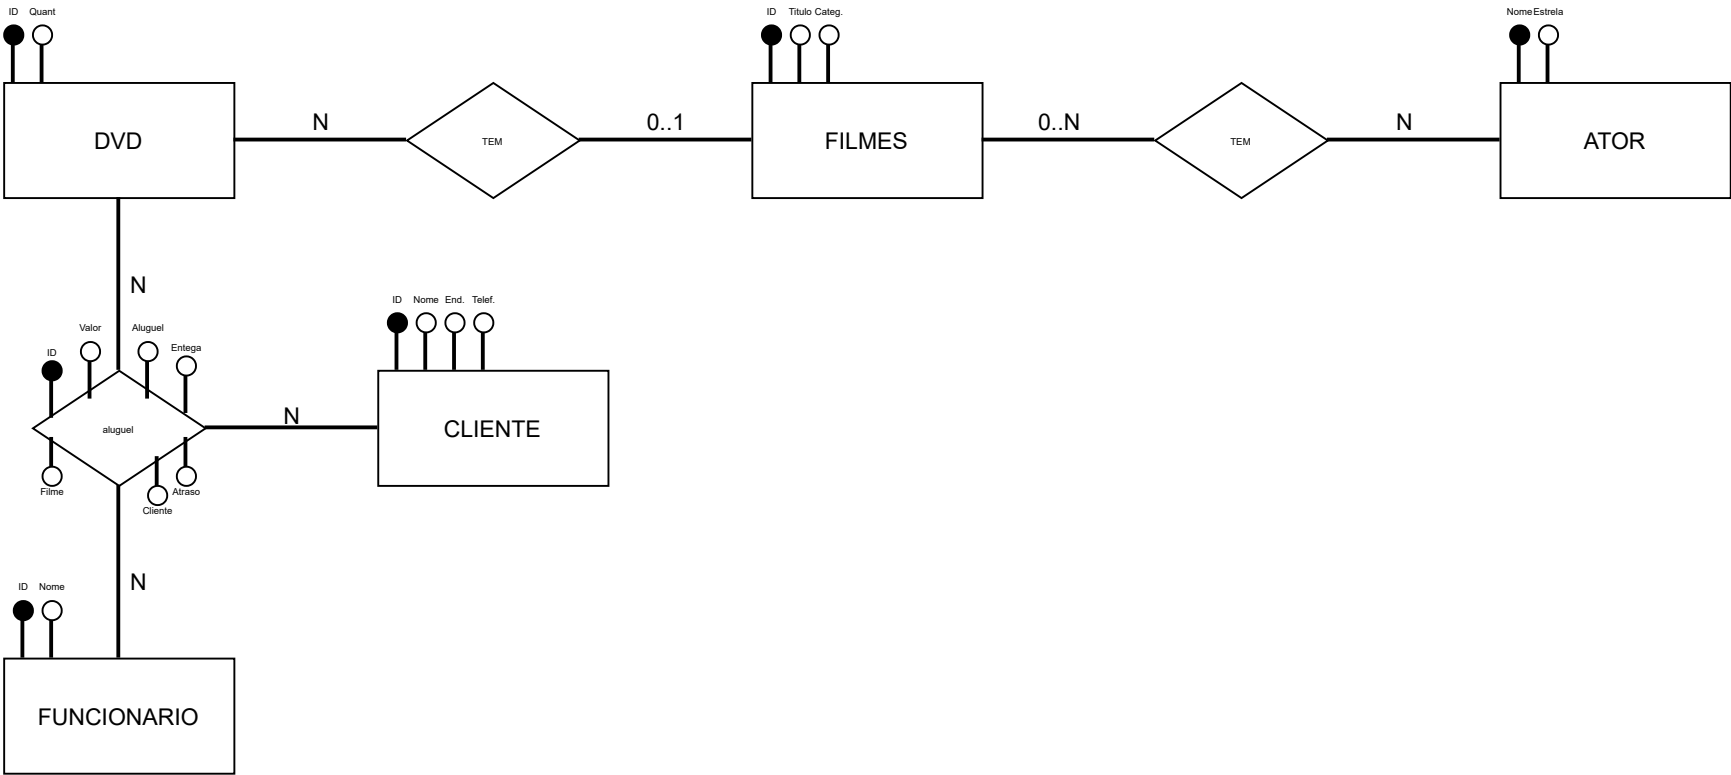 ID Quant
ID Titulo Categ.
Nome Estrela
DVD
N
TEM
0..1
FILMES
0..N
TEM
N
ATOR
N
ID Nome End. Telef.
Valor Aluguel
ID
Entega
aluguel
N
CLIENTE
Filme
Atraso
Cliente
N
ID Nome
FUNCIONARIO